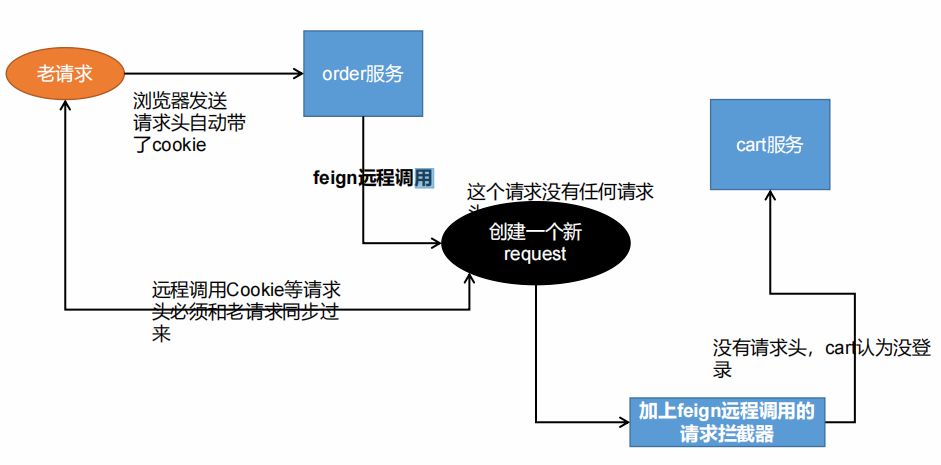 老请求
order服务
浏览器发送
请求头自动带
了cookie
cart服务
feign远程调用
这个请求没有任何请求
创建一个新
request
远程调用Cookie等请求
头必须和老请求同步过
来
没有请求头，cart认为没登
录
加上feign远程调用的
请求拦截器